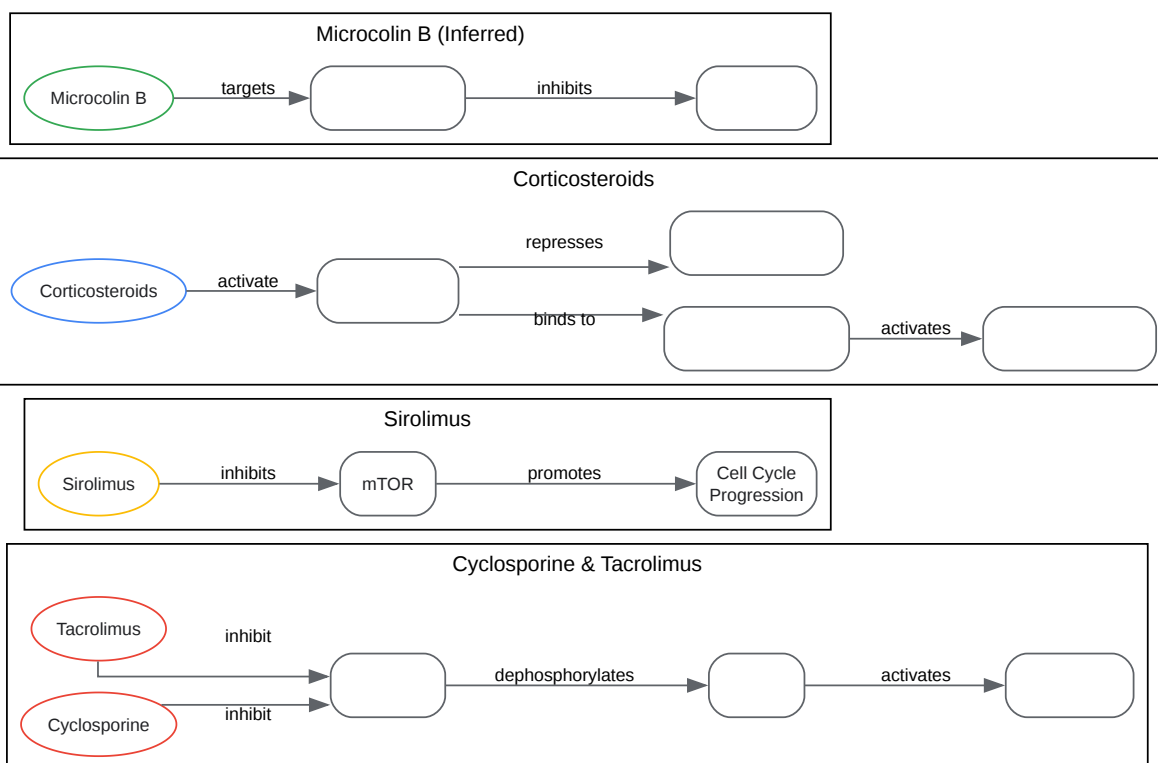 Microcolin B (Inferred)
Microcolin B
targets
inhibits
Corticosteroids
Corticosteroids
activate
represses
binds to
activates
Sirolimus
Sirolimus
inhibits
mTOR
promotes
Cell Cycle
Progression
Cyclosporine & Tacrolimus
Tacrolimus
inhibit
Cyclosporine
inhibit
dephosphorylates
activates